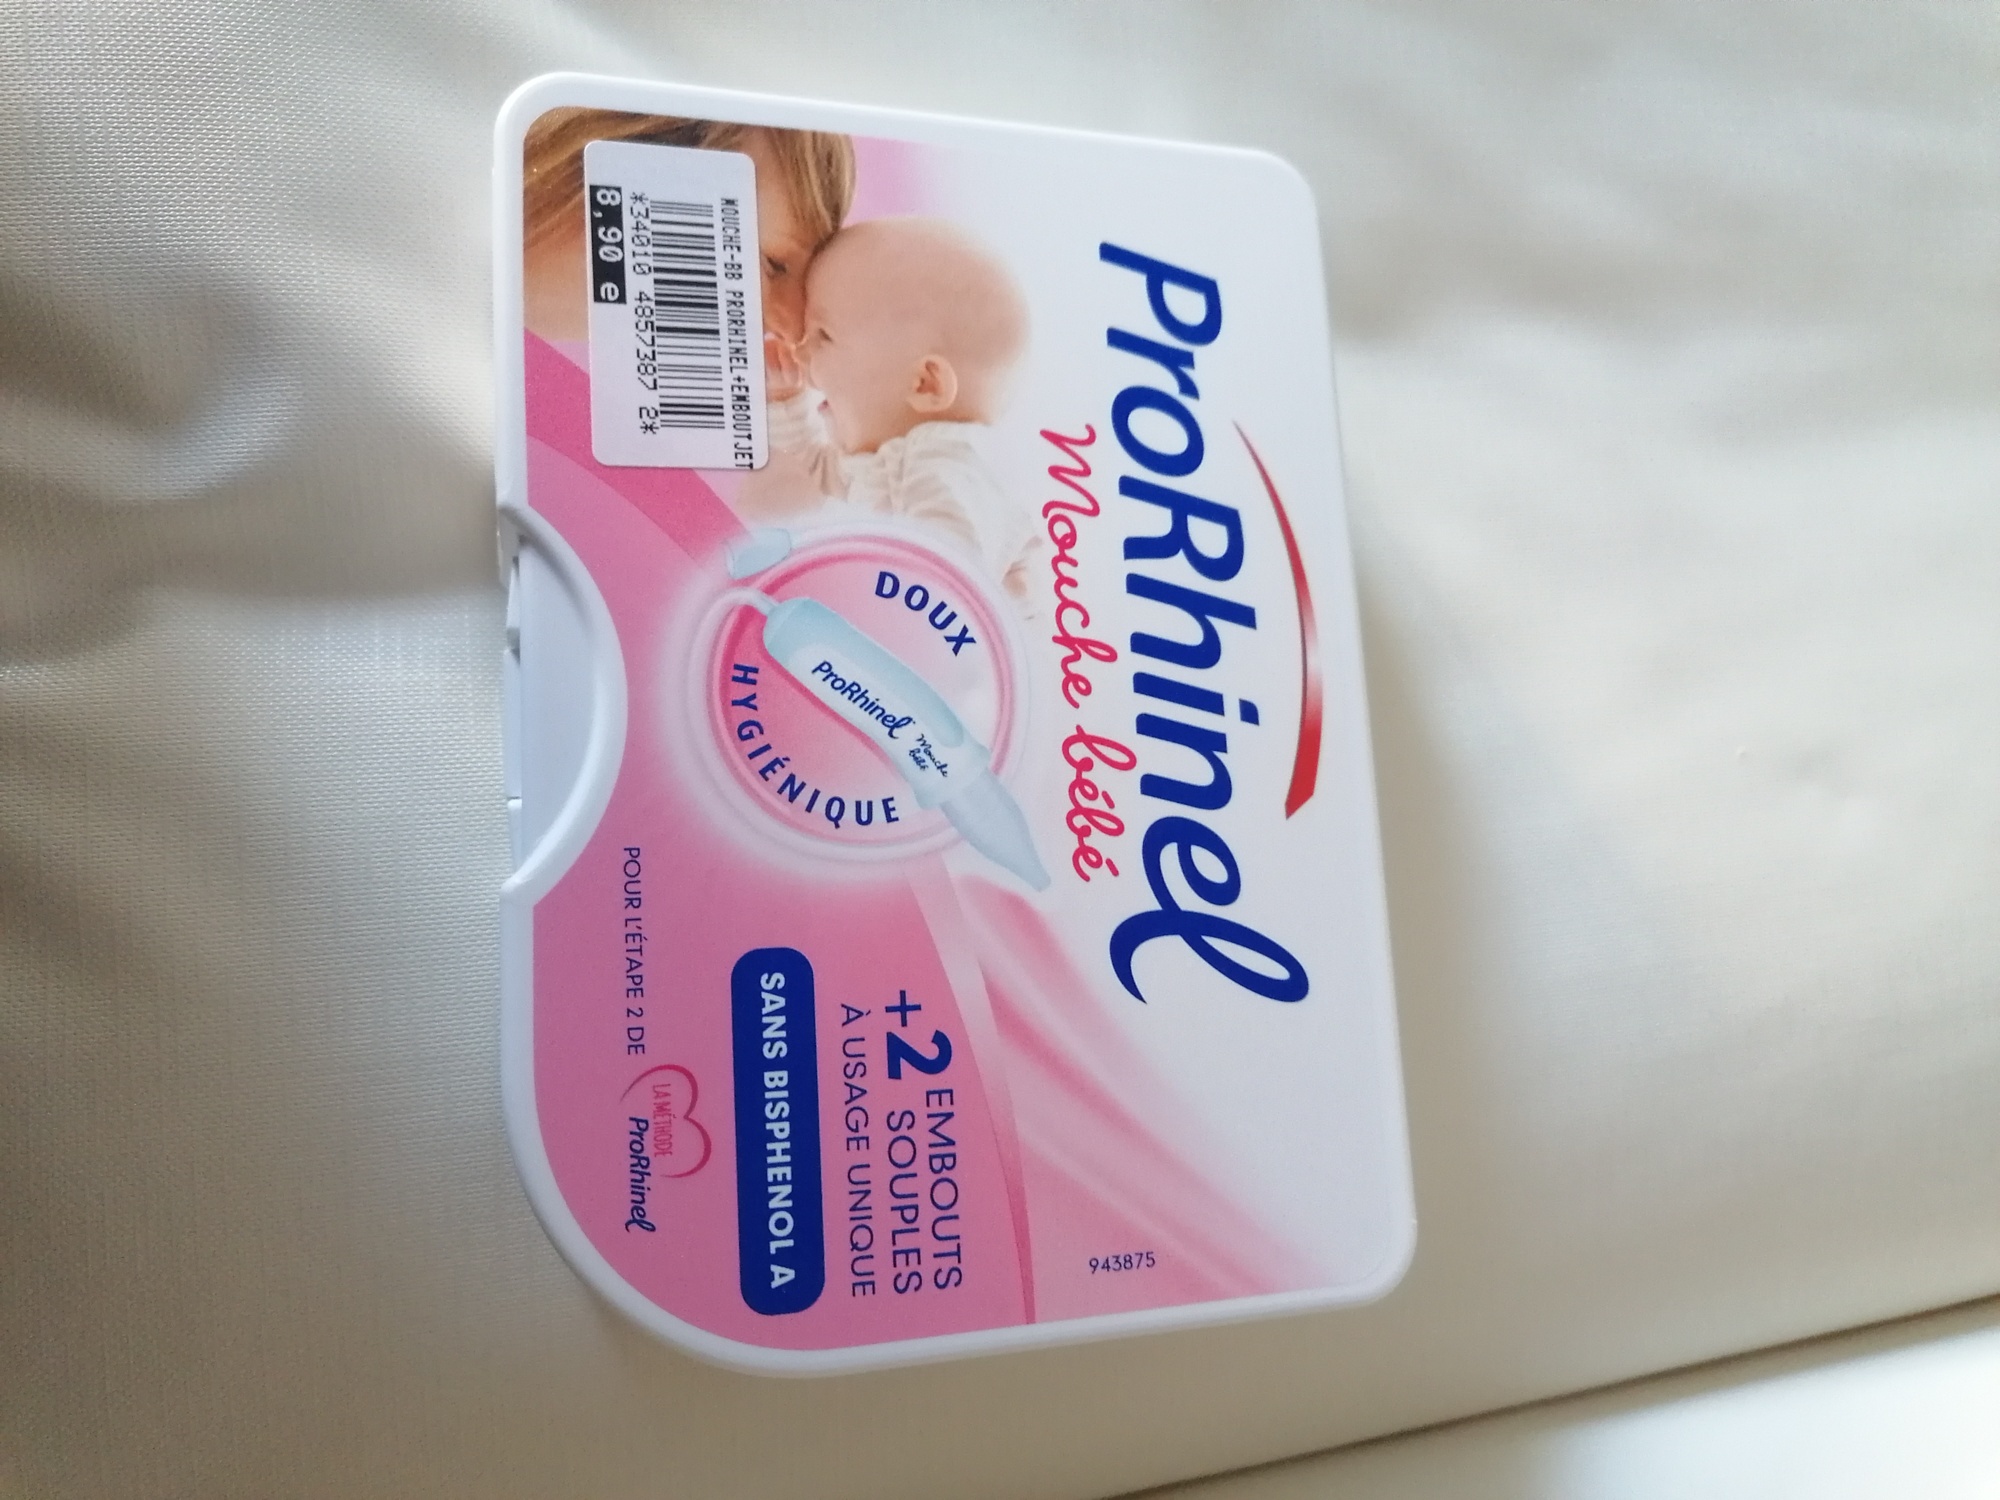 ProRhinel
Mouche bébé
MOUCHE-BB PRORHINEL+EMBOUTJET
*34010 4857387 2*
8,90 e
DOUX
ProRhinel
Mouche
bébé
HYGIÉNIQUE
943875
+2 EMBOUTS
SOUPLES
À USAGE UNIQUE
SANS BISPHENOL A
POUR L'ÉTAPE 2 DE
LA MÉTHODE
ProRhinel